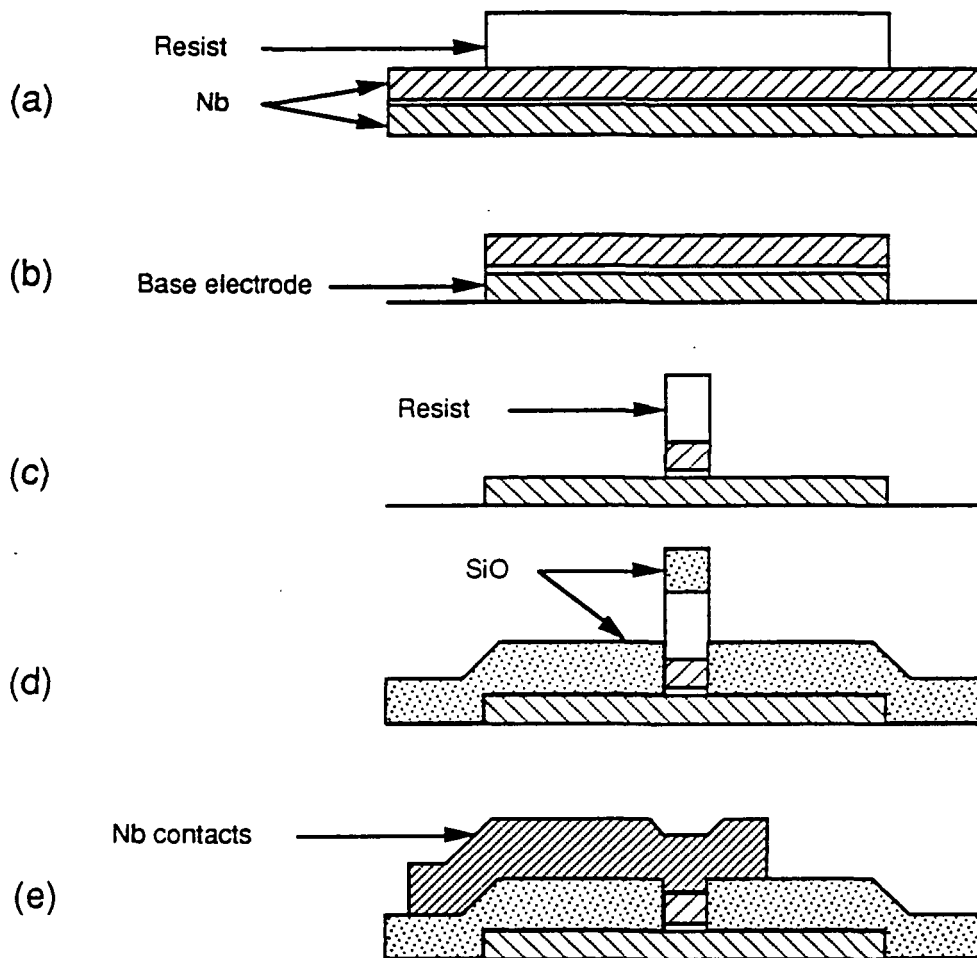 Resist
(a)
Nb
(b)
Base electrode
Resist
(c)
SiO
(d)
Nb contacts
(e)